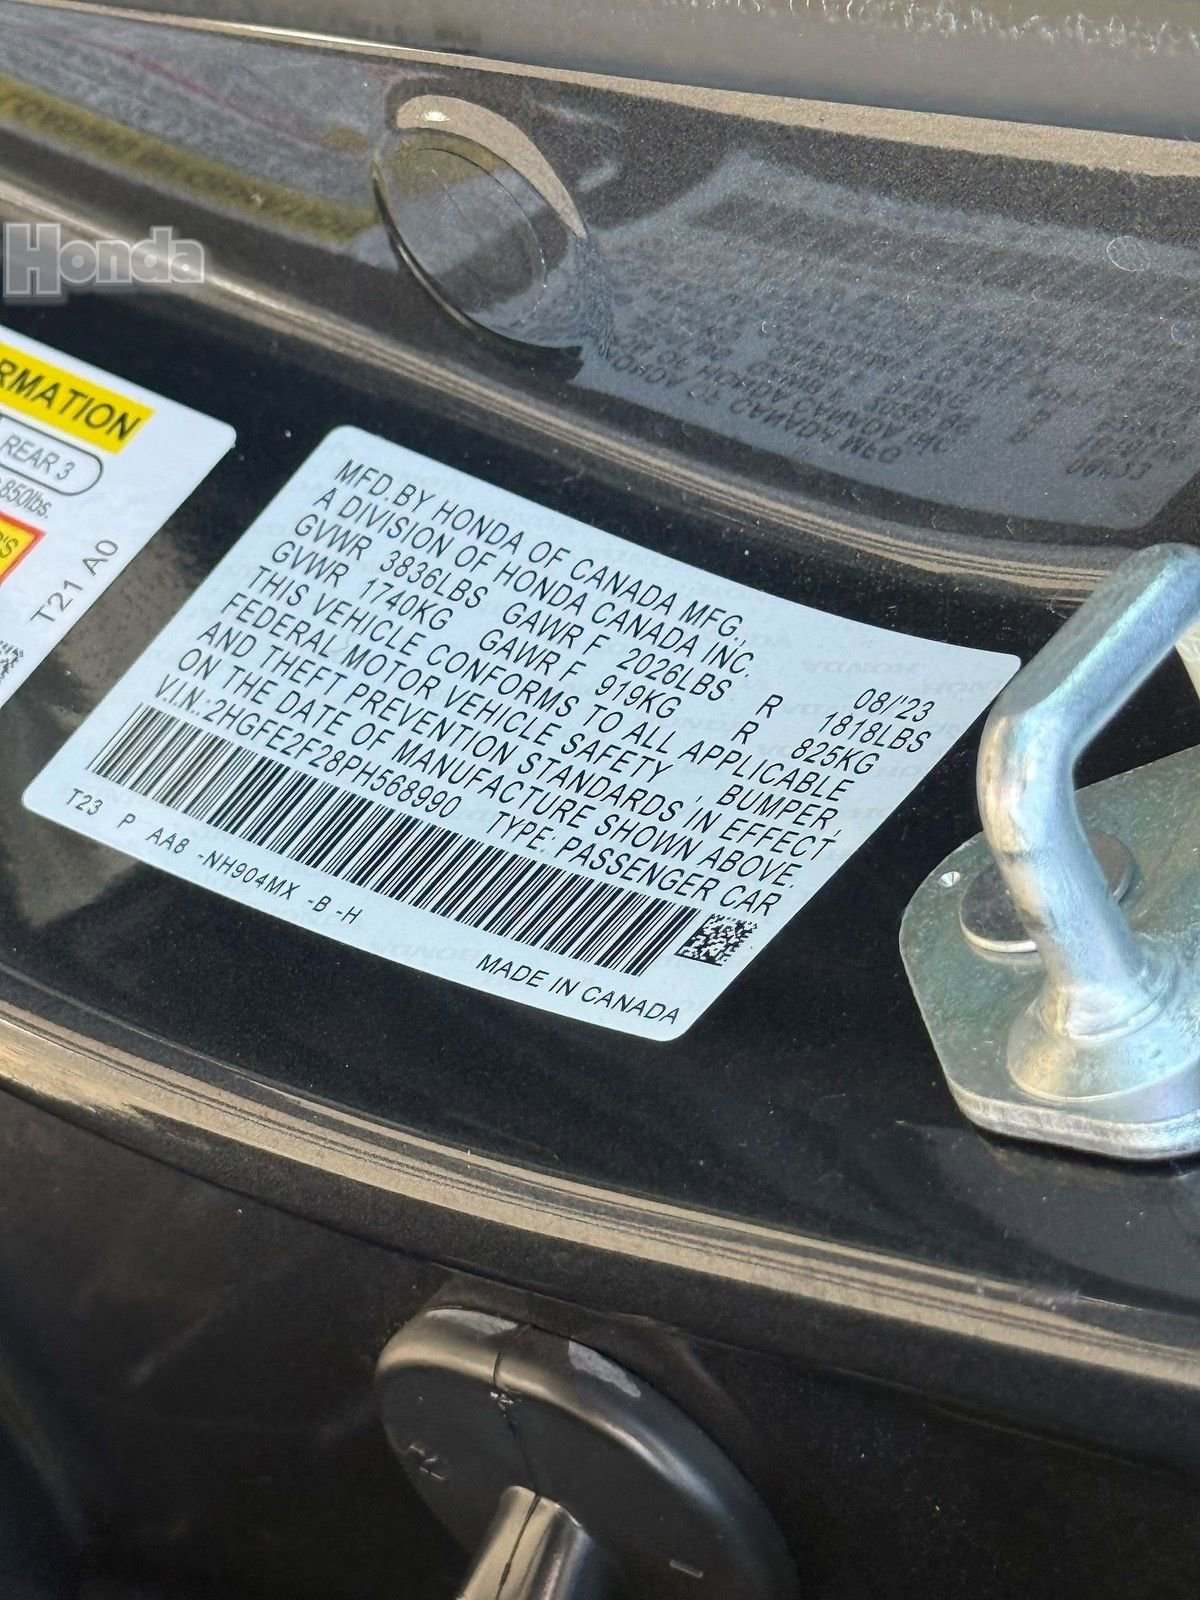 Honda
RMATION
REAR 3
850lbs.
T21 A0
MFD.BY HONDA OF CANADA MFG.,
A DIVISION OF HONDA CANADA INC. 08/'23
GVWR 3836LBS GAWR F 2026LBS R 1818LBS
GVWR 1740KG GAWR F 919KG R 825KG
THIS VEHICLE CONFORMS TO ALL APPLICABLE
FEDERAL MOTOR VEHICLE SAFETY , BUMPER,
AND THEFT PREVENTION STANDARDS IN EFFECT
ON THE DATE OF MANUFACTURE SHOWN ABOVE.
V.I.N.:2HGFE2F28PH568990 TYPE: PASSENGER CAR
T23 P AA8 -NH904MX -B -H
MADE IN CANADA